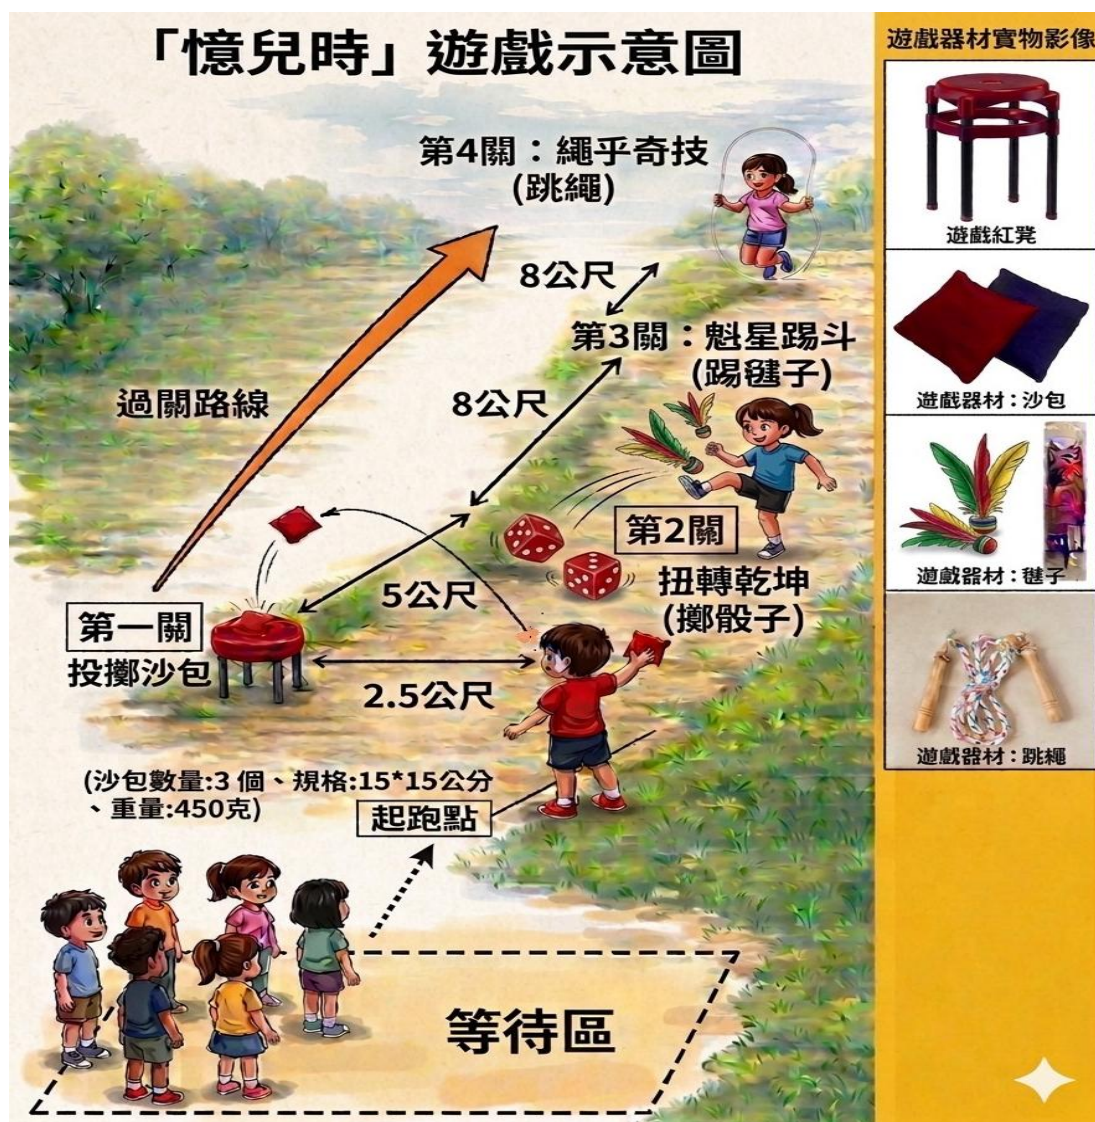 「憶兒時」遊戲示意圖
第4關：繩乎奇技
(跳繩)
8公尺
第3關：魁星踢斗
(踢毽子)
8公尺
過關路線
第2關
扭轉乾坤
(擲骰子)
5公尺
第一關
投擲沙包
2.5公尺
(沙包數量:3 個、規格:15*15公分
、重量:450克)
起跑點
等待區
遊戲器材實物影像
遊戲紅凳
遊戲器材：沙包
遊戲器材：毽子
遊戲器材：跳繩